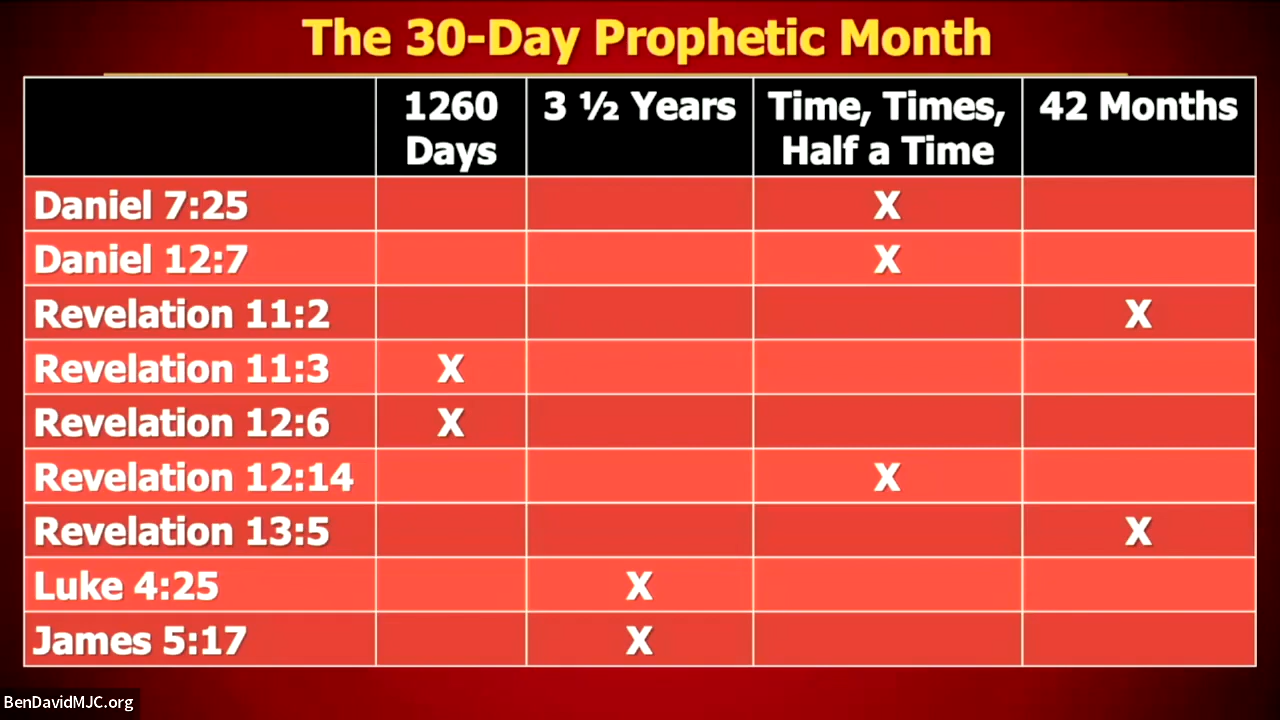 The 30-Day Prophetic Month
1260 Days 3 ½ Years Time, Times, Half a Time 42 Months
Daniel 7:25 X
Daniel 12:7 X
Revelation 11:2 X
Revelation 11:3 X
Revelation 12:6 X
Revelation 12:14 X
Revelation 13:5 X
Luke 4:25 X
James 5:17 X
BenDavidMJC.org